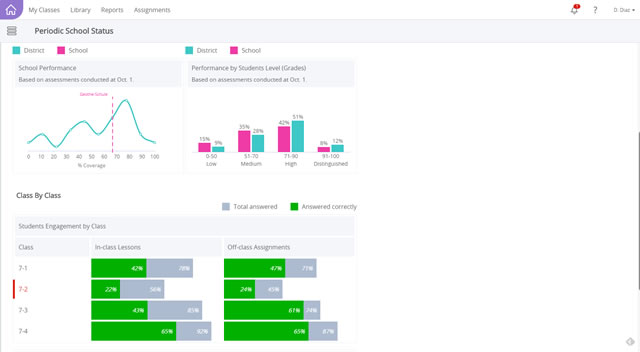 My Classes Library Reports Assignments 1 ? D. Diaz
Periodic School Status
District School District School
School Performance
Based on assessments conducted at Oct. 1
Performance by Students Level (Grades)
Based on assessments conducted at Oct. 1
0 10 20 30 40 50 60 70 80 90 100
% Coverage
15% 9% 35% 28% 42% 51% 8% 12%
0-50 51-70 71-90 91-100
Low Medium High Distinguished
Class By Class
Total answered Answered correctly
Students Engagement by Class
Class In-class Lessons Off-class Assignments
7-1 42% 78% 47% 71%
7-2 22% 56% 24% 45%
7-3 43% 85% 61% 74%
7-4 65% 92% 65% 87%